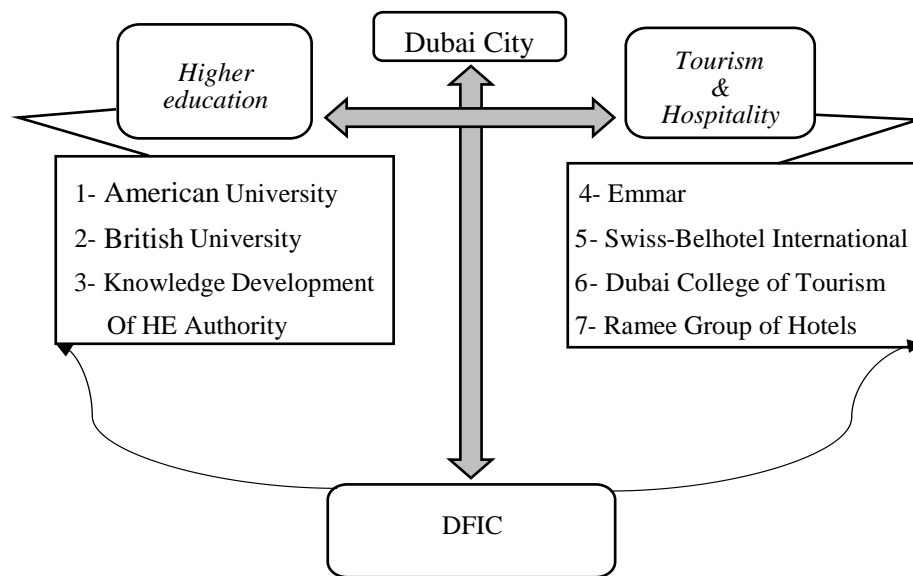 Dubai City
Higher
education
Tourism
&
Hospitality
1- American University
2- British University
3- Knowledge Development
Of HE Authority
4- Emmar
5- Swiss-Belhotel International
6- Dubai College of Tourism
7- Ramee Group of Hotels
DFIC